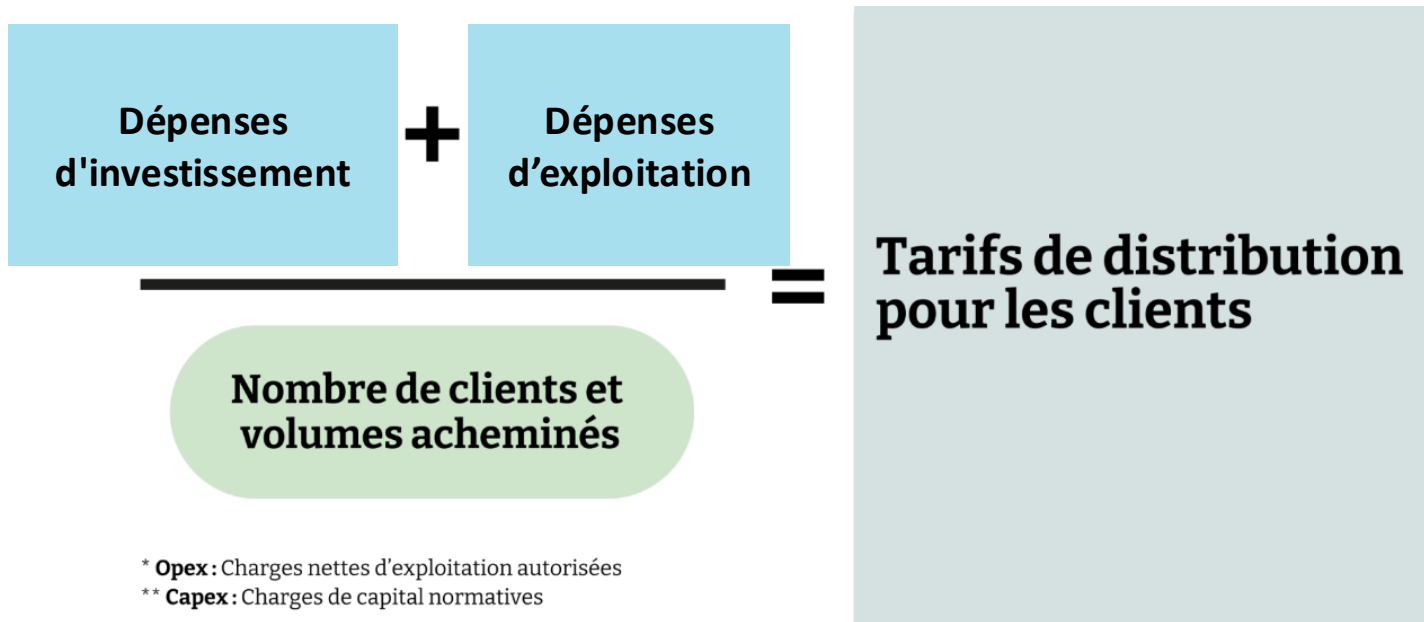 Dépenses
d'investissement
+
Dépenses
d’exploitation
=
Tarifs de distribution
pour les clients
Nombre de clients et
volumes acheminés
* Opex : Charges nettes d’exploitation autorisées
** Capex : Charges de capital normatives